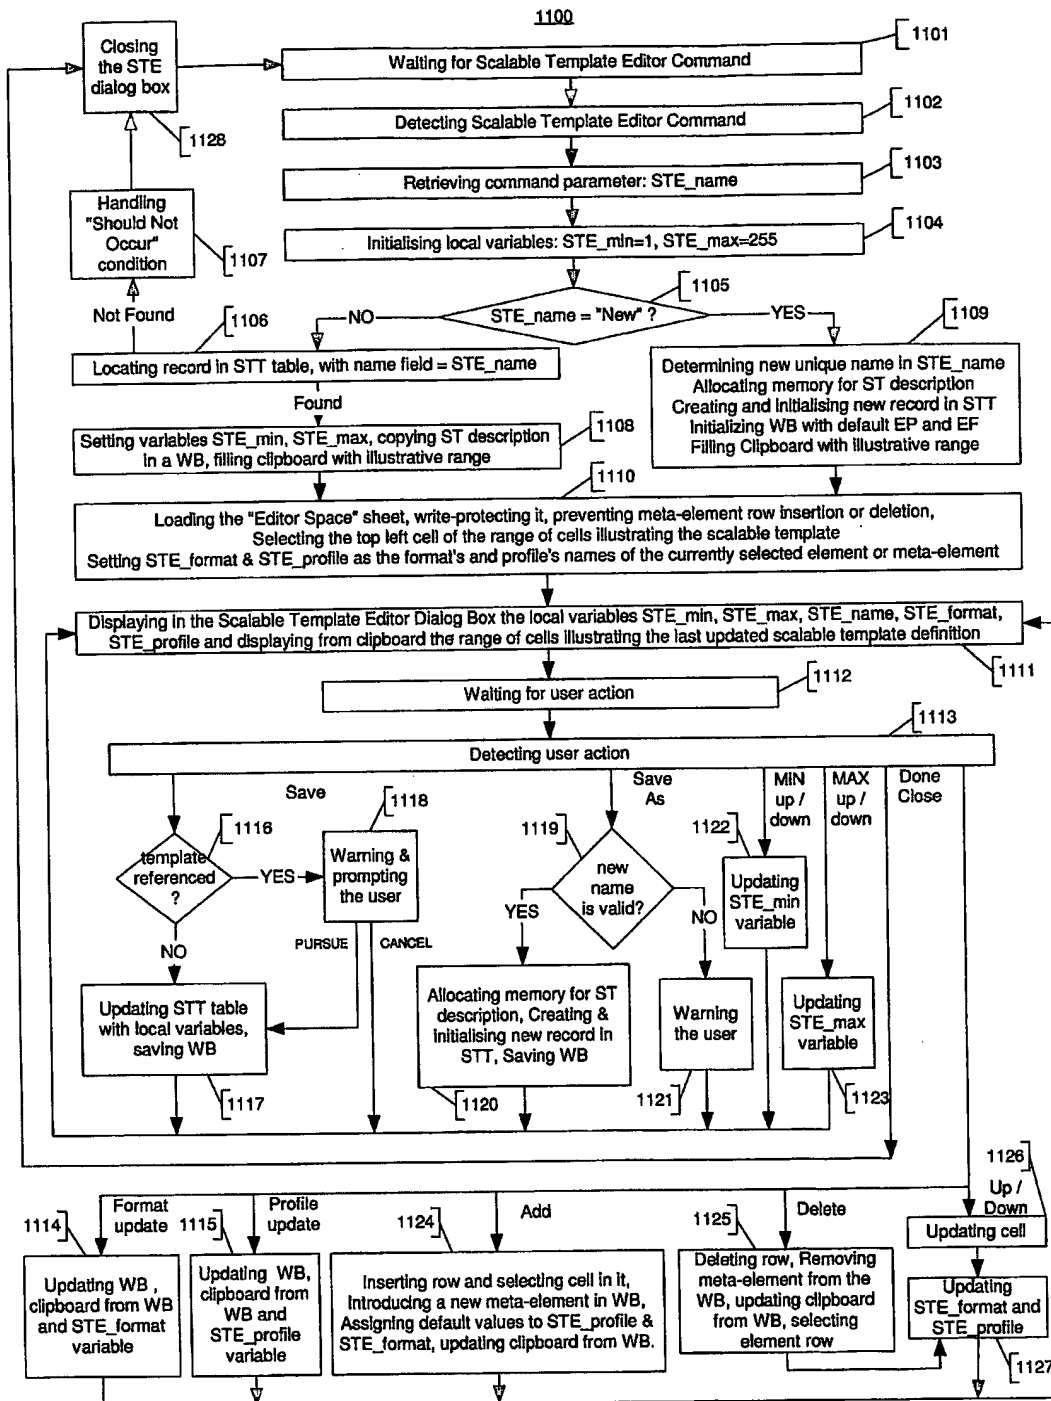 1100
Closing
the STE
dialog box
1128
Waiting for Scalable Template Editor Command
1101
Detecting Scalable Template Editor Command
1102
Retrieving command parameter: STE_name
1103
Initialising local variables: STE_min=1, STE_max=255
1104
Handling
"Should Not
Occur"
condition
1107
Not Found
1106
STE_name = "New" ?
1105
NO
YES
1109
Locating record in STT table, with name field = STE_name
Found
Determining new unique name in STE_name
Allocating memory for ST description
Creating and Initialising new record in STT
Initializing WB with default EP and EF
Filling Clipboard with illustrative range
Setting variables STE_min, STE_max, copying ST description
in a WB, filling clipboard with illustrative range
1108
1110
Loading the "Editor Space" sheet, write-protecting it, preventing meta-element row insertion or deletion,
Selecting the top left cell of the range of cells illustrating the scalable template
Setting STE_format & STE_profile as the format's and profile's names of the currently selected element or meta-element
Displaying in the Scalable Template Editor Dialog Box the local variables STE_min, STE_max, STE_name, STE_format,
STE_profile and displaying from clipboard the range of cells illustrating the last updated scalable template definition
1111
Waiting for user action
1112
Detecting user action
1113
Save
Save
As
MIN
up /
down
MAX
up /
down
Done
Close
template
referenced
?
1116
YES
NO
Warning &
prompting
the user
1118
PURSUE
CANCEL
Updating STT table
with local variables,
saving WB
1117
new
name
is valid?
1119
YES
NO
Allocating memory for ST
description, Creating &
Initialising new record in
STT, Saving WB
1120
Warning
the user
1121
Updating
STE_min
variable
1122
Updating
STE_max
variable
1123
Format
update
Profile
update
Add
Delete
Up /
Down
1114
Updating WB ,
clipboard from WB
and STE_format
variable
1115
Updating WB,
clipboard from
WB and
STE_profile
variable
1124
Inserting row and selecting cell in it,
Introducing a new meta-element in WB,
Assigning default values to STE_profile &
STE_format, updating clipboard from WB.
1125
Deleting row, Removing
meta-element from the
WB, updating clipboard
from WB, selecting
element row
1126
Updating cell
Updating
STE_format and
STE_profile
1127